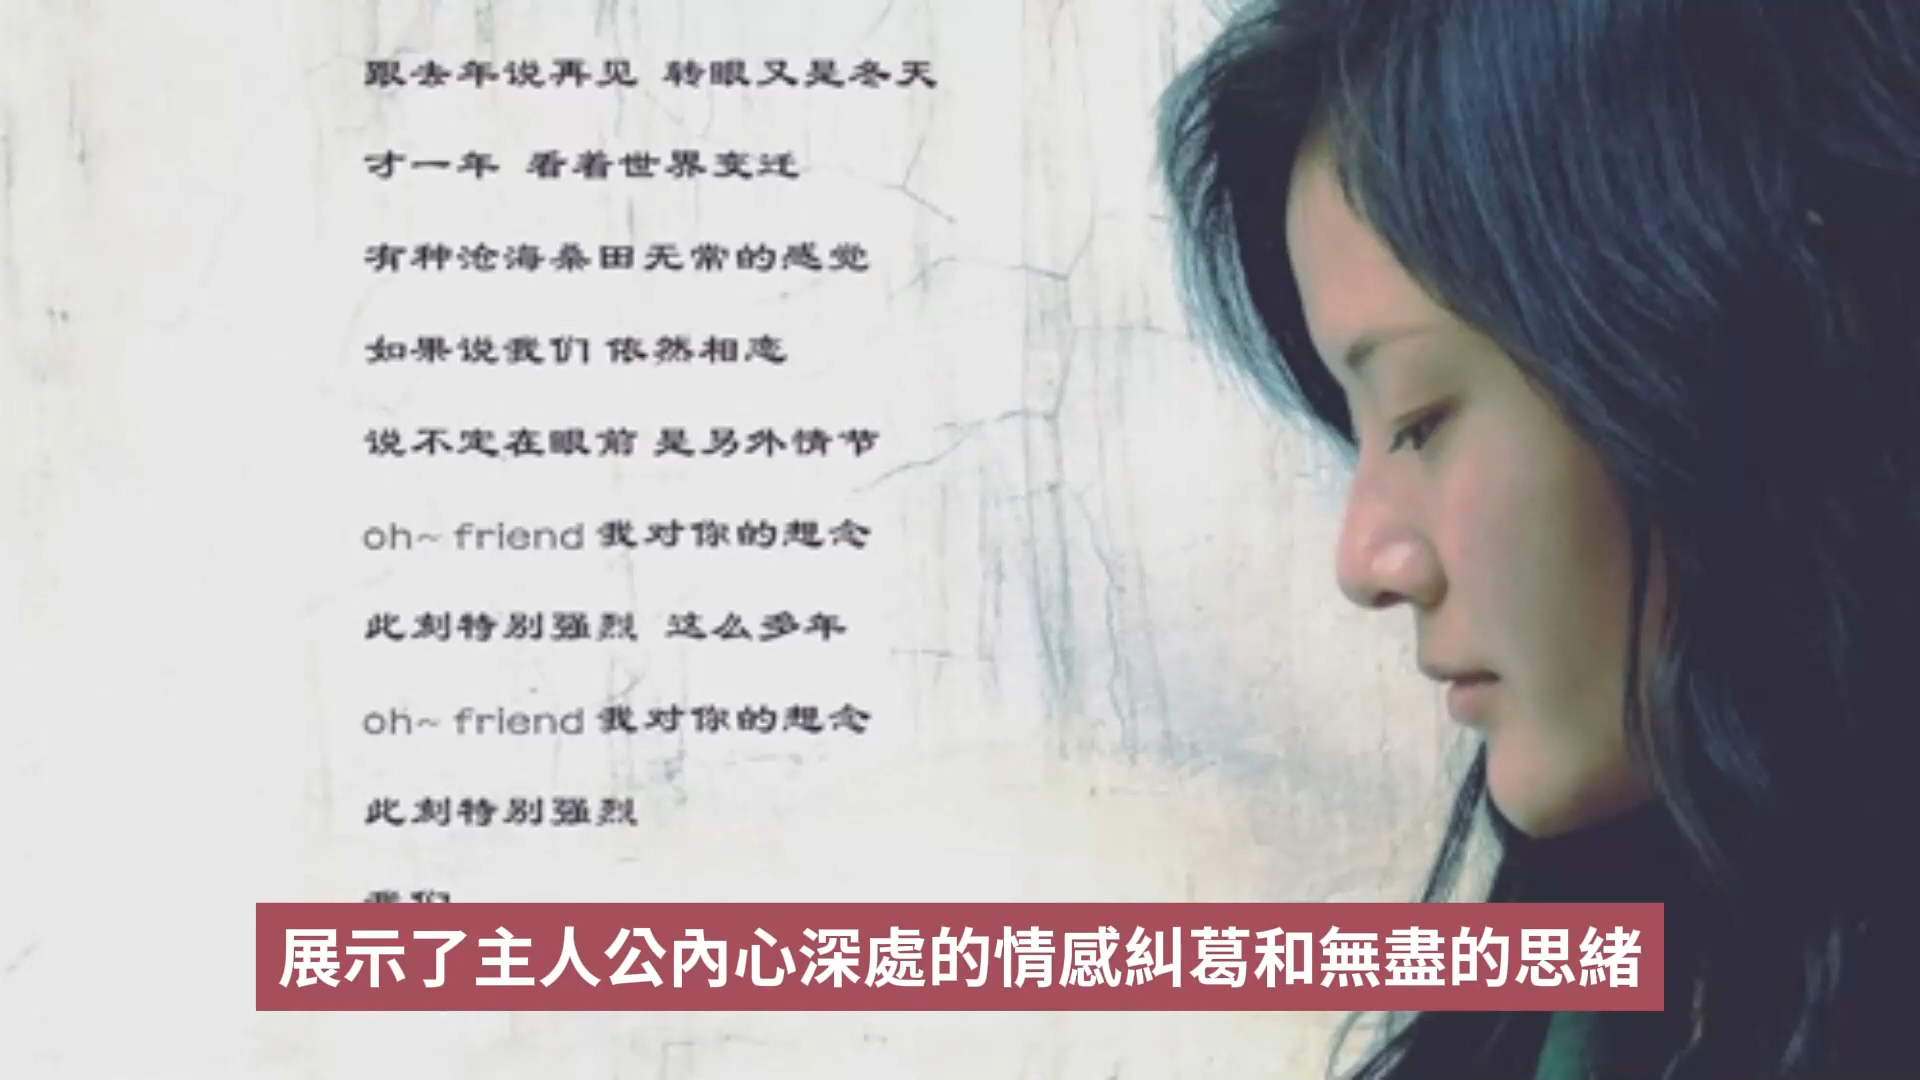 跟去年说再见 转眼又是冬天
才一年 看着世界变迁
有种沧海桑田无常的感觉
如果说我们 依然相恋
说不定在眼前 是另外情节
oh~ friend 我对你的想念
此刻特别强烈 这么多年
oh~ friend 我对你的想念
此刻特别强烈
我们
展示了主人公內心深處的情感糾葛和無盡的思緒